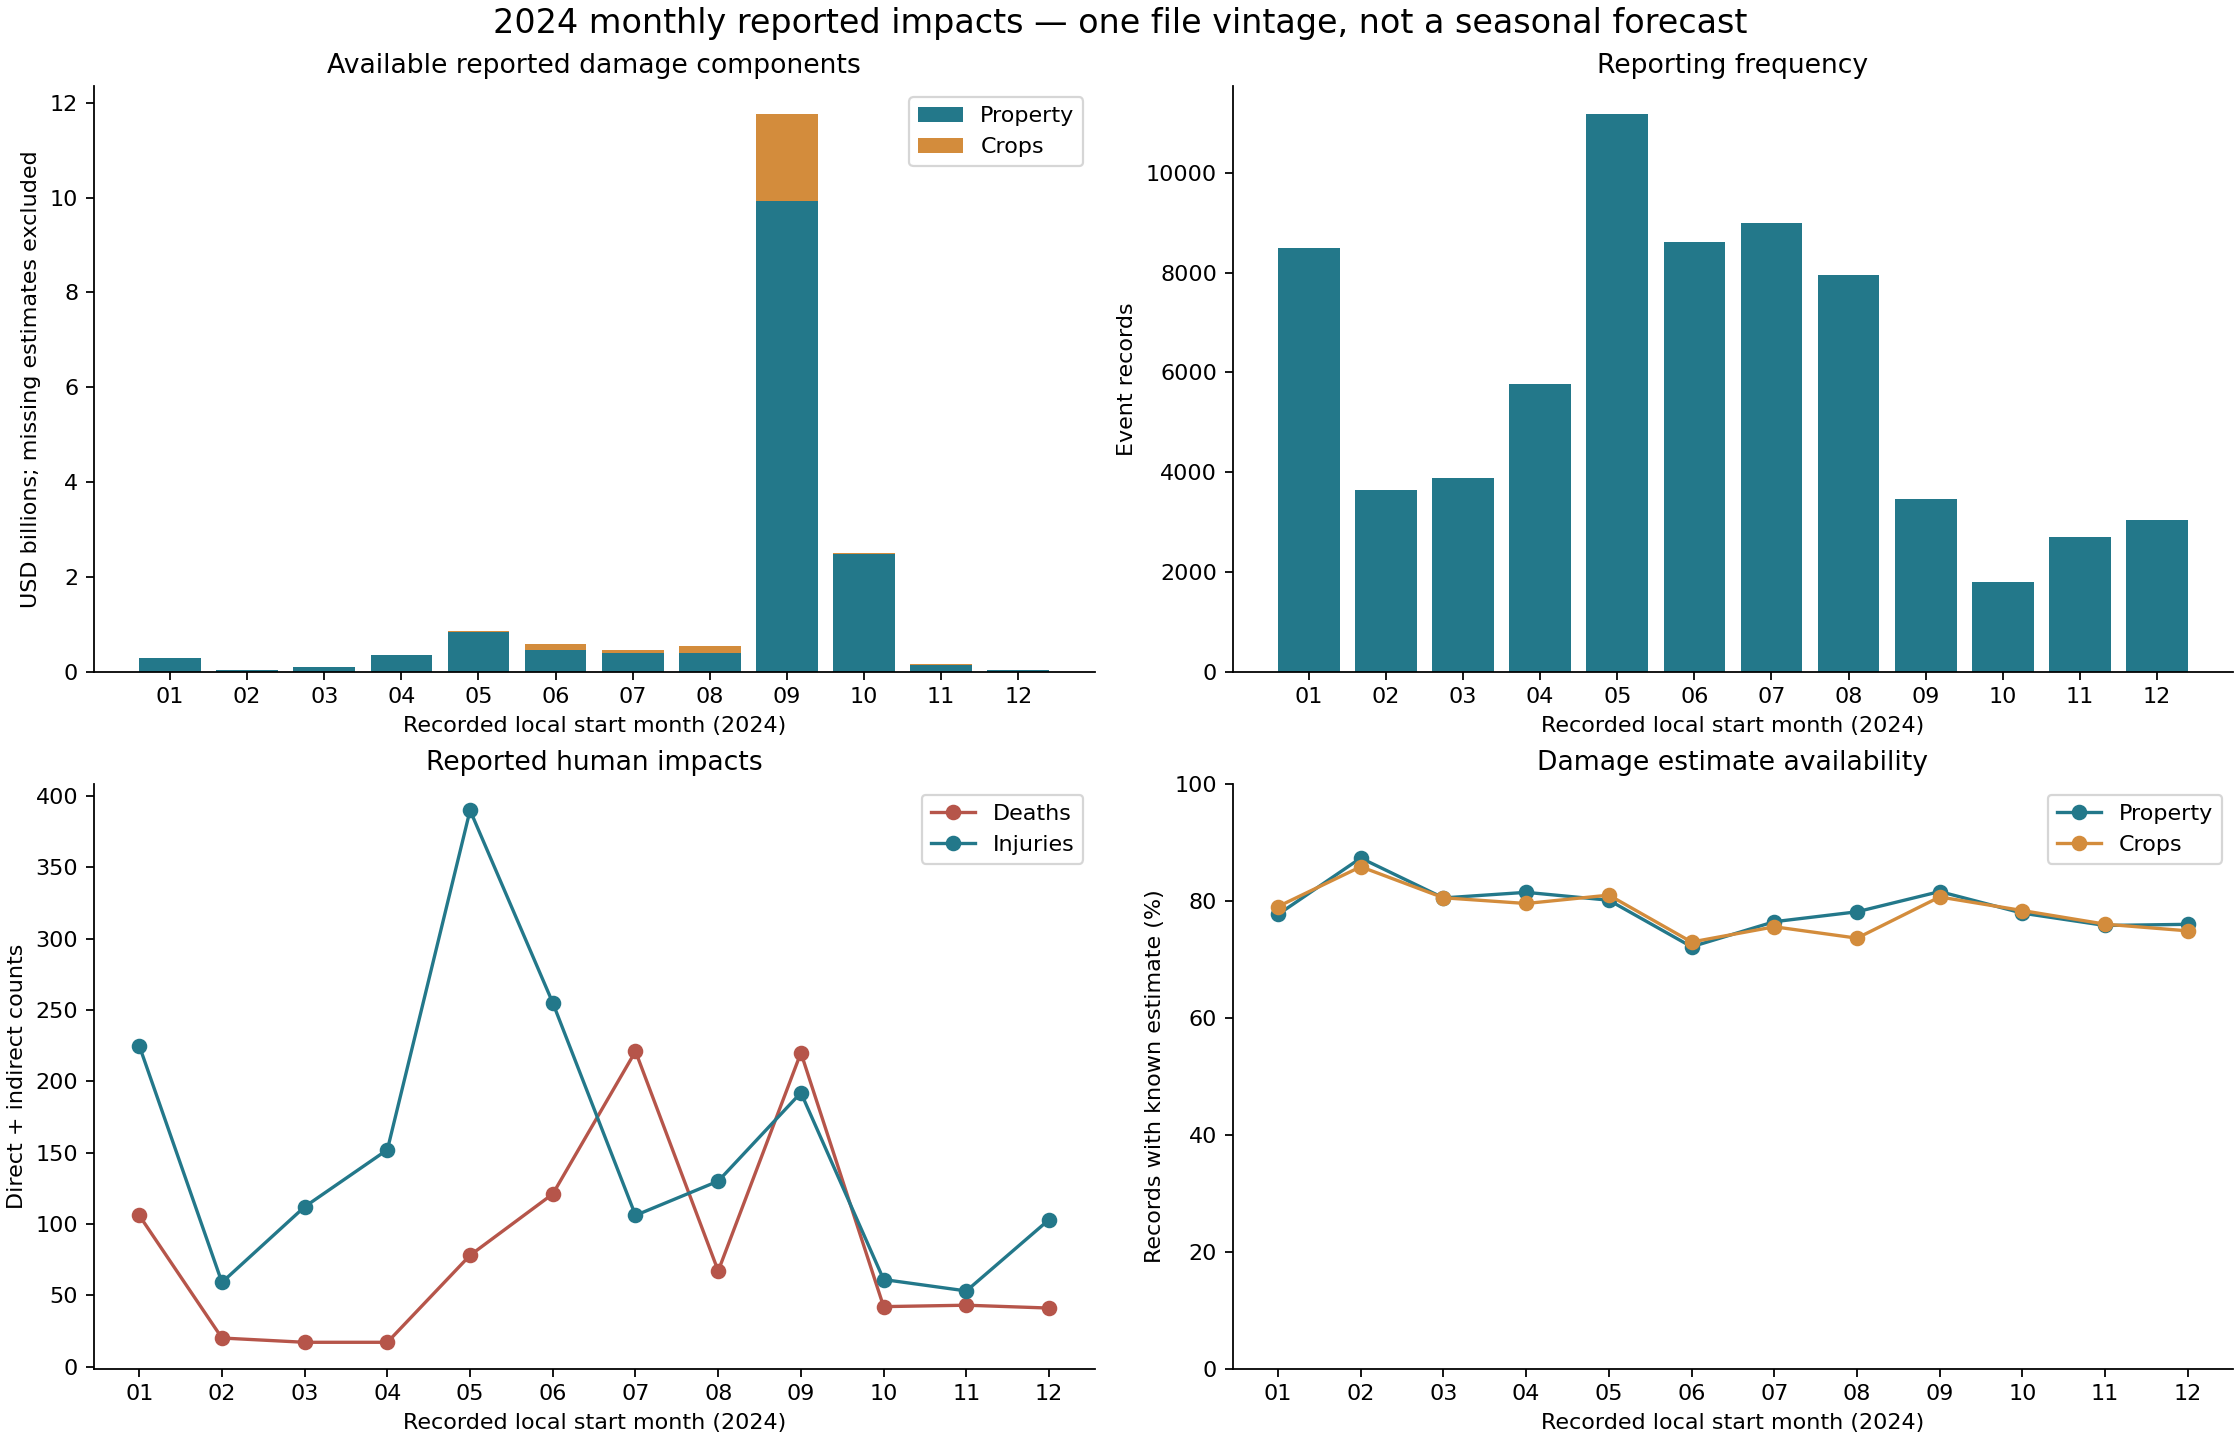 2024 monthly reported impacts — one file vintage, not a seasonal forecast
Available reported damage components
USD billions; missing estimates excluded
12
10
8
6
4
2
0
Property
Crops
01 02 03 04 05 06 07 08 09 10 11 12
Recorded local start month (2024)
Reporting frequency
Event records
10000
8000
6000
4000
2000
0
01 02 03 04 05 06 07 08 09 10 11 12
Recorded local start month (2024)
Reported human impacts
Direct + indirect counts
400
350
300
250
200
150
100
50
0
Deaths
Injuries
01 02 03 04 05 06 07 08 09 10 11 12
Recorded local start month (2024)
Damage estimate availability
Records with known estimate (%)
100
80
60
40
20
0
Property
Crops
01 02 03 04 05 06 07 08 09 10 11 12
Recorded local start month (2024)